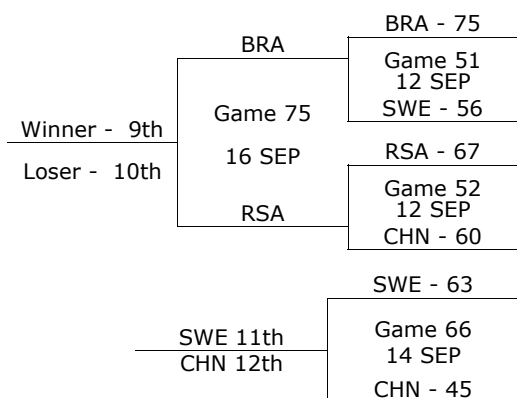 BRA - 75
BRA
Game 51
12 SEP
Game 75
SWE - 56
Winner - 9th
16 SEP
RSA - 67
Loser - 10th
Game 52
12 SEP
RSA
CHN - 60
SWE - 63
SWE 11th
Game 66
CHN 12th
14 SEP
CHN - 45